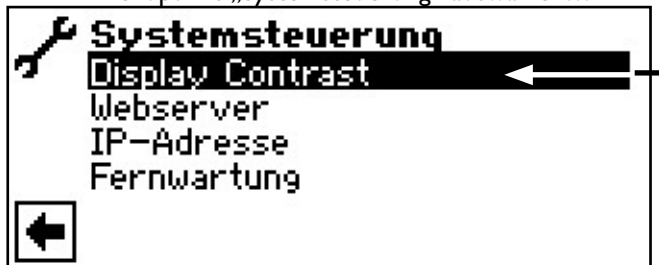 Systemsteuerung
Display Contrast
Webserver
IP-Adresse
Fernwartung